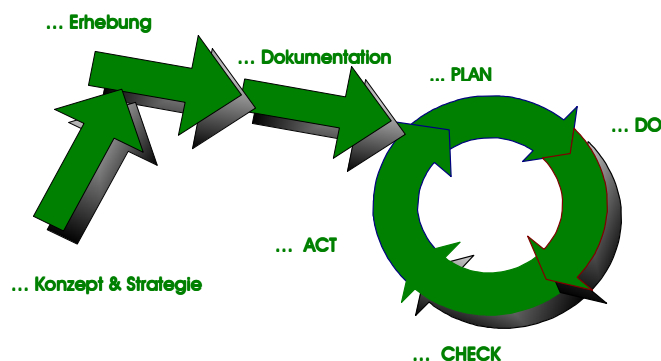 ... Erhebung
... Dokumentation
... PLAN
... DO
... ACT
... Konzept & Strategie
... CHECK